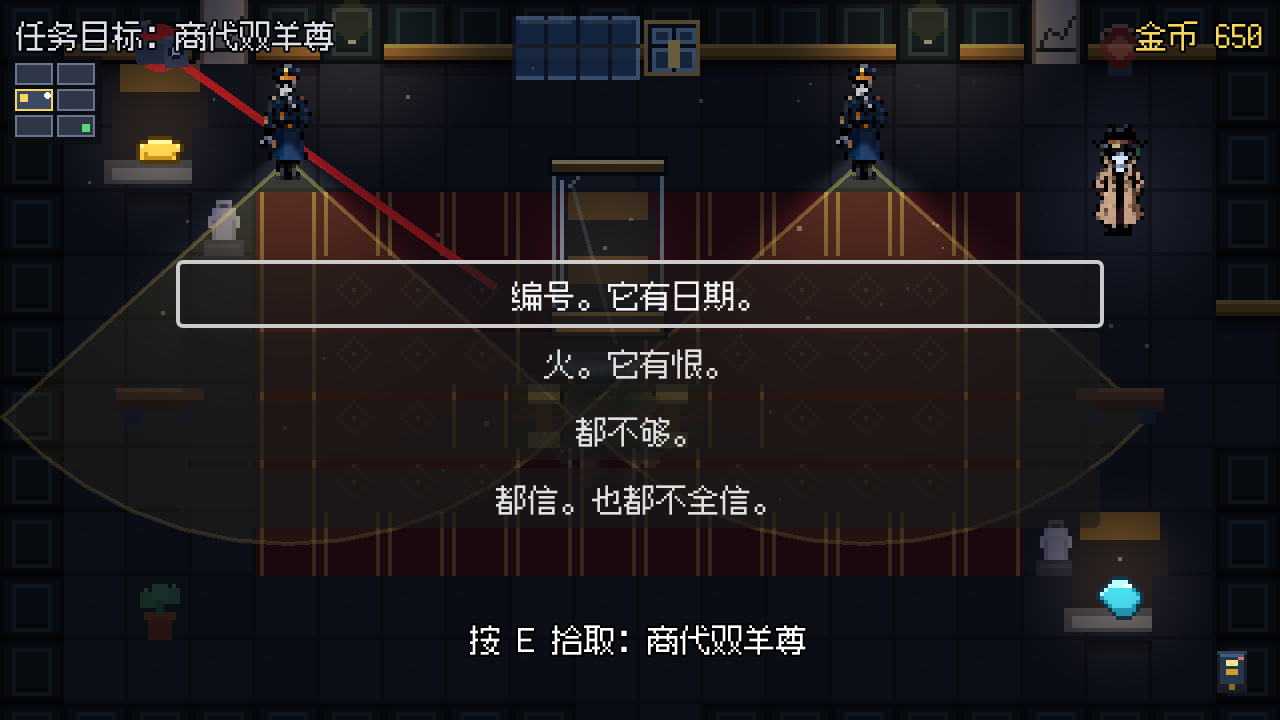 任务目标：商代双羊尊
金币 650
编号。它有日期。
火。它有恨。
都不够。
都信。也都不全信。
按 E 拾取：商代双羊尊